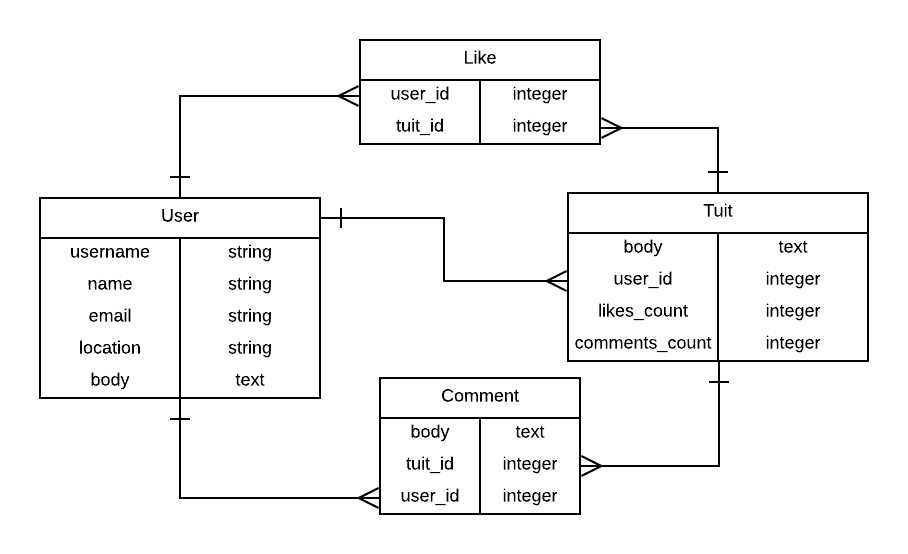 Like
user_id integer
tuit_id integer
User
username string
name string
email string
location string
body text
Tuit
body text
user_id integer
likes_count integer
comments_count integer
Comment
body text
tuit_id integer
user_id integer